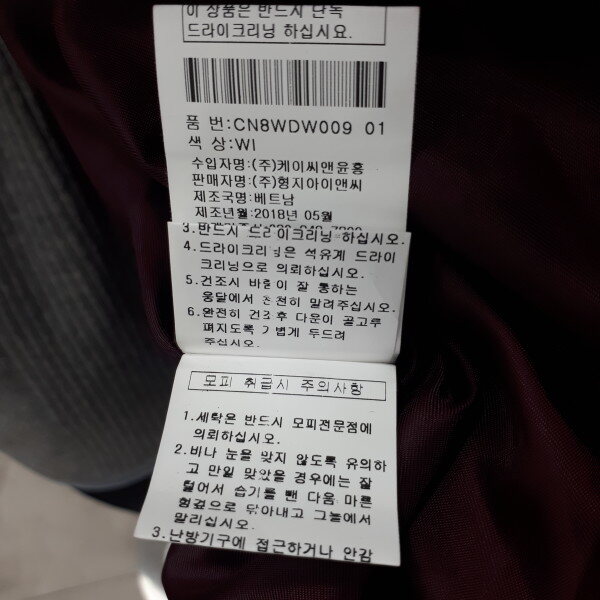 이 상품은 반드시 단독
드라이크리닝 하십시요.
품 번:CN8WDW009 01
색 상:WI
수입자명:(주)케이씨앤윤흥
판매자명:(주)형지아이앤씨
제조국명:베트남
제조년월:2018년 05월
3.반드시 드라이크리닝 하십시오.
4.드라이크리닝은 석유계 드라이
크리닝으로 의뢰하십시오.
5.건조시 바람이 잘 통하는
응달에서 천천히 말려주십시오.
6.완전히 건조 후 다운이 골고루
펴지도록 가볍게 두드려
주십시오.
모피 취급시 주의사항
1.세탁은 반드시 모피전문점에
의뢰하십시오.
2.비나 눈을 맞지 않도록 유의하
고 만일 맞았을 경우에는 잘
털어서 습기를 뺀 다음 마른
헝겊으로 닦아내고 그늘에서
말리십시오.
3.난방기구에 접근하거나 안감